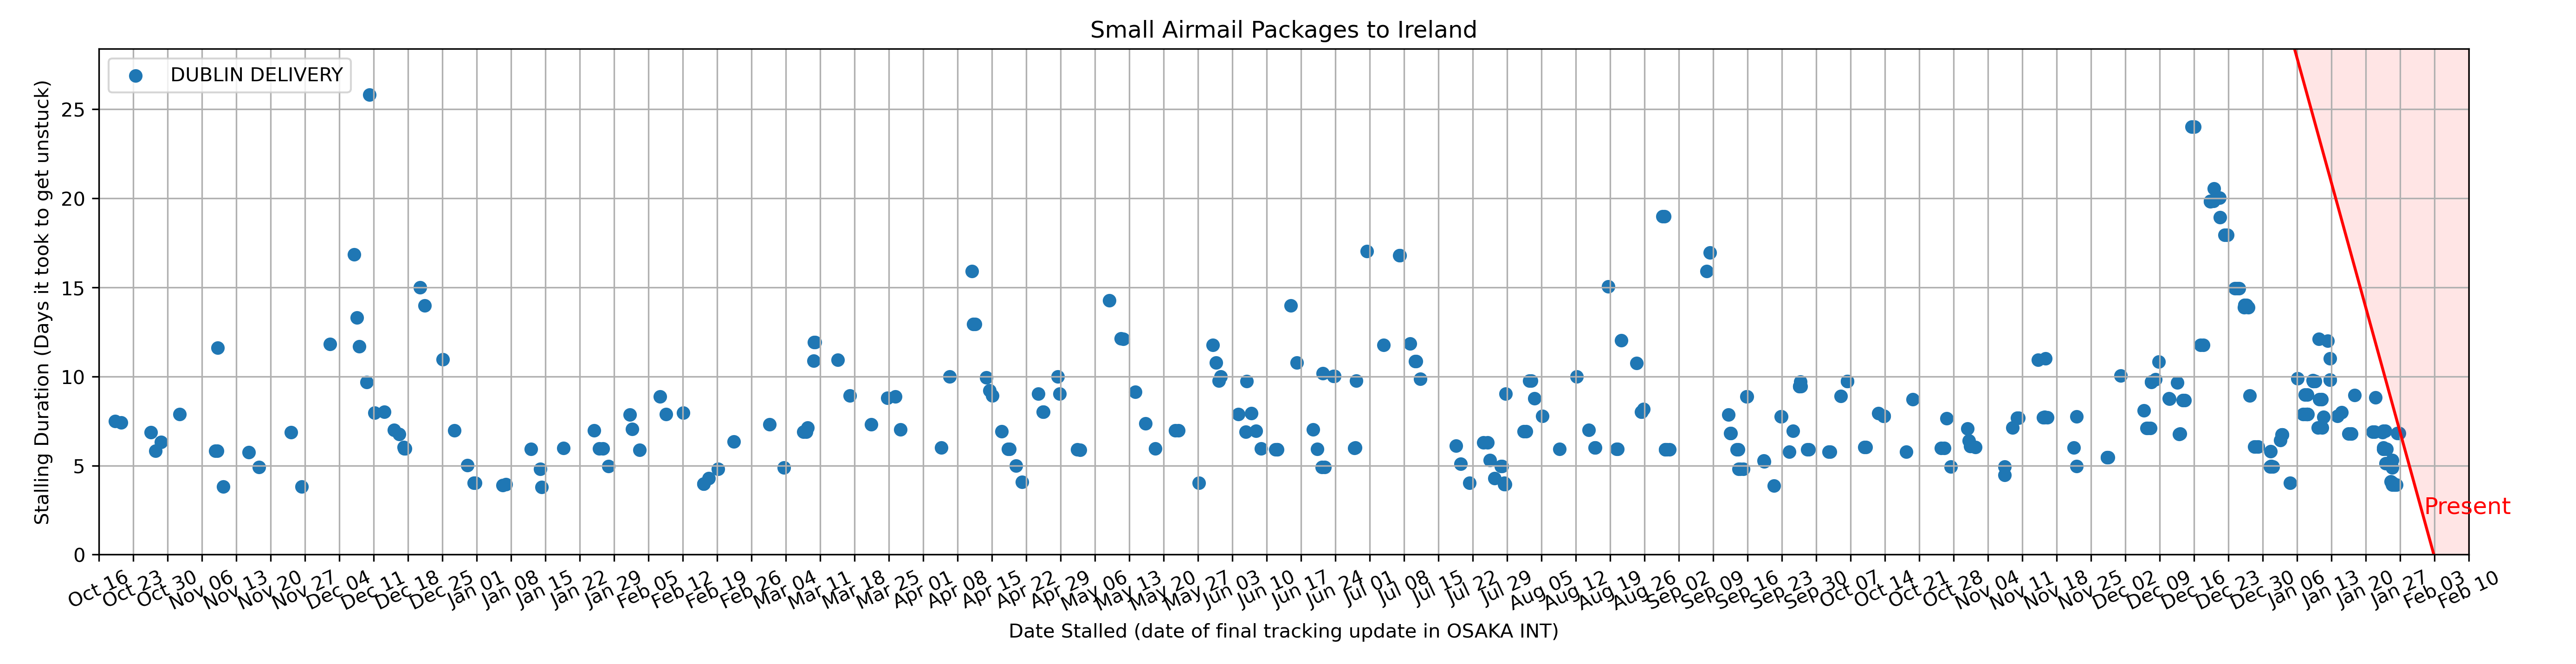 Small Airmail Packages to Ireland
DUBLIN DELIVERY
Stalling Duration (Days it took to get unstuck)
25
20
15
10
5
0
Present
Oct 16 Oct 23 Oct 30 Nov 06 Nov 13 Nov 20 Nov 27 Dec 04 Dec 11 Dec 18 Dec 25 Jan 01 Jan 08 Jan 15 Jan 22 Jan 29 Feb 05 Feb 12 Feb 19 Feb 26 Mar 04 Mar 11 Mar 18 Mar 25 Apr 01 Apr 08 Apr 15 Apr 22 Apr 29 May 06 May 13 May 20 May 27 Jun 03 Jun 10 Jun 17 Jun 24 Jul 01 Jul 08 Jul 15 Jul 22 Jul 29 Aug 05 Aug 12 Aug 19 Aug 26 Sep 02 Sep 09 Sep 16 Sep 23 Sep 30 Oct 07 Oct 14 Oct 21 Oct 28 Nov 04 Nov 11 Nov 18 Nov 25 Dec 02 Dec 09 Dec 16 Dec 23 Dec 30 Jan 06 Jan 13 Jan 20 Jan 27 Feb 03 Feb 10
Date Stalled (date of final tracking update in OSAKA INT)